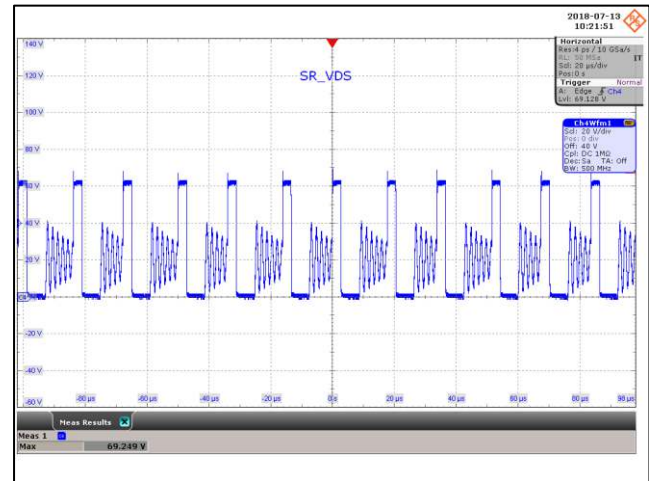 2018-07-13
10:21:51
Horizontal
Res:4 ps / 10 GSa/s
RL: 50 MSa IT
Scl: 20 µs/div
Pos:0 s
Trigger Normal
A: Edge Ch4
Lvl: 69.128 V
Ch4Wfm1
Scl: 20 V/div
Pos: 0 div
Off: 40 V
Cpl: DC 1MΩ
Dec:Sa TA: Off
BW: 500 MHz
SR_VDS
140 V
120 V
100 V
80 V
60 V
40 V
20 V
-20 V
-40 V
-60 V
-80 µs -60 µs -40 µs -20 µs 0 s 20 µs 40 µs 60 µs 80 µs 90 µs
Meas Results
Meas 1
Max 69.249 V